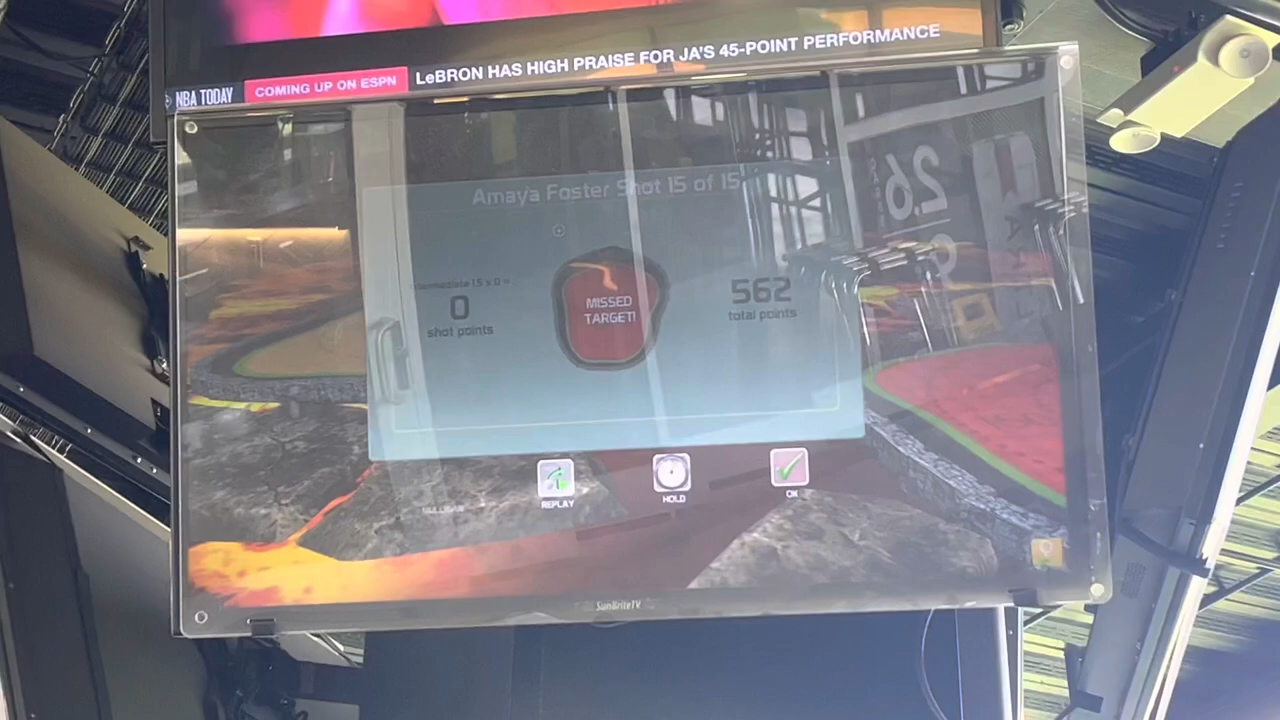 NBA TODAY COMING UP ON ESPN LeBRON HAS HIGH PRAISE FOR JA'S 45-POINT PERFORMANCE
Amaya Foster Shot 15 of 15
0
shot points
MISSED
TARGET!
562
total points
REPLAY
HOLD
OK
SunBriteTV